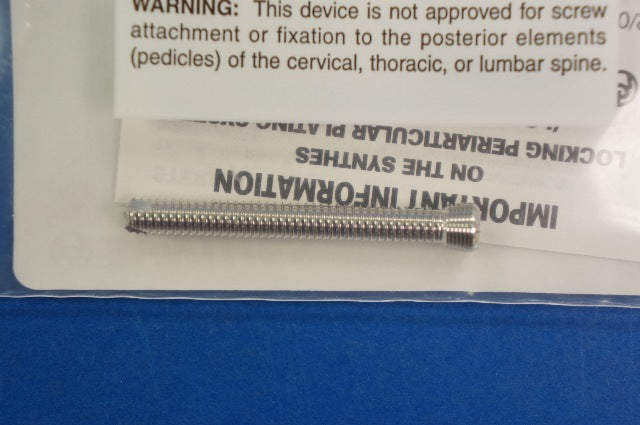 WARNING: This device is not approved for screw
attachment or fixation to the posterior elements
(pedicles) of the cervical, thoracic, or lumbar spine.
IMPORTANT INFORMATION
ON THE SYNTHES
LOCKING PERIARTICULAR PLATING SYSTEM